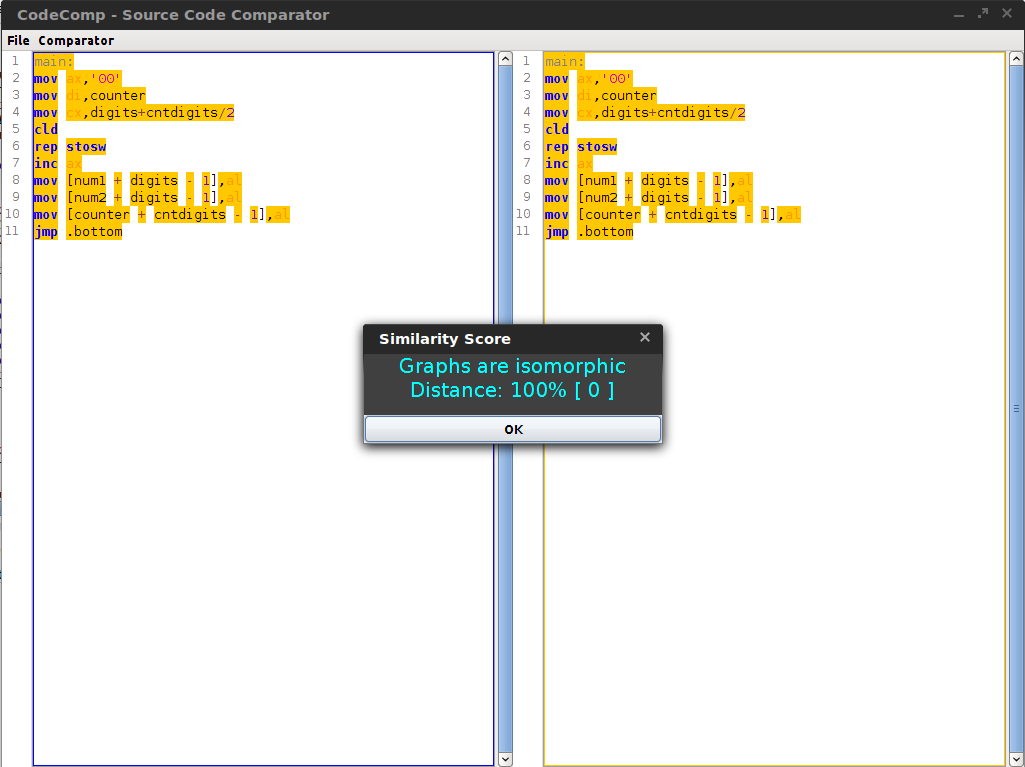 CodeComp - Source Code Comparator
File Comparator
1 main:
2 mov ax,'00'
3 mov di,counter
4 mov cx,digits+cntdigits/2
5 cld
6 rep stosw
7 inc ax
8 mov [num1 + digits - 1],al
9 mov [num2 + digits - 1],al
10 mov [counter + cntdigits - 1],al
11 jmp .bottom
1 main:
2 mov ax,'00'
3 mov di,counter
4 mov cx,digits+cntdigits/2
5 cld
6 rep stosw
7 inc ax
8 mov [num1 + digits - 1],al
9 mov [num2 + digits - 1],al
10 mov [counter + cntdigits - 1],al
11 jmp .bottom
Similarity Score
Graphs are isomorphic
Distance: 100% [ 0 ]
OK